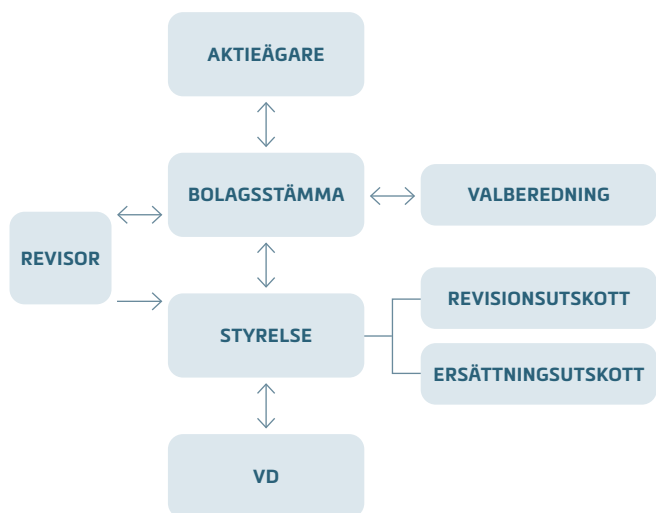 AKTIEÄGARE
BOLAGSSTÄMMA
VALBEREDNING
REVISOR
REVISIONSUTSKOTT
STYRELSE
ERSÄTTNINGSUTSKOTT
VD